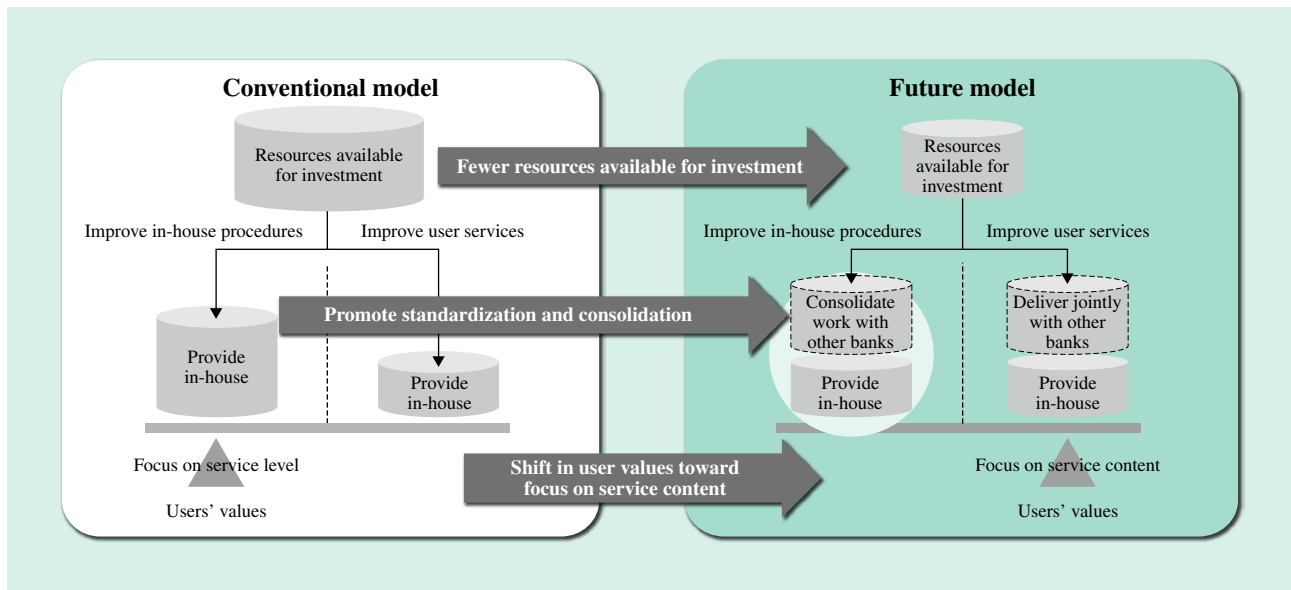 Conventional model
Resources available
for investment
Improve in-house procedures
Improve user services
Provide
in-house
Provide
in-house
Focus on service level
Users’ values
Fewer resources available for investment
Promote standardization and consolidation
Shift in user values toward
focus on service content
Future model
Resources
available for
investment
Improve in-house procedures
Improve user services
Consolidate
work with
other banks
Provide
in-house
Deliver jointly
with other
banks
Provide
in-house
Focus on service content
Users’ values